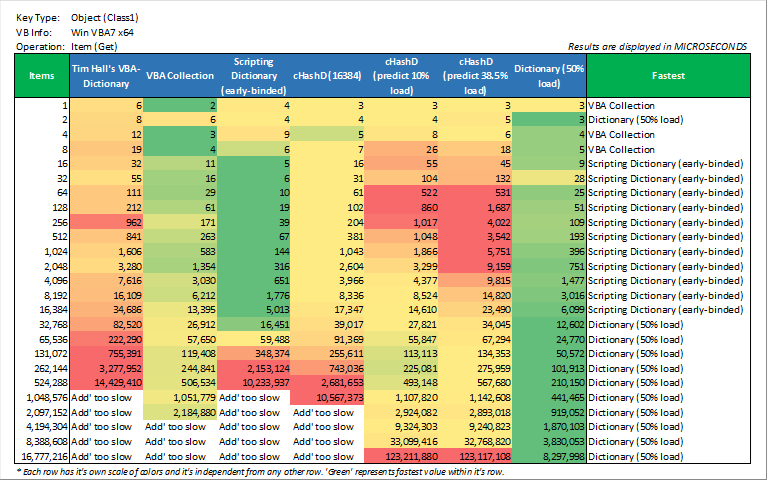 Key Type: Object (Class1)
VB Info: Win VBA7 x64
Operation: Item (Get)
Results are displayed in MICROSECONDS
Items Tim Hall's VBA-Dictionary VBA Collection Scripting Dictionary (early-binded) cHashD (16384) cHashD (predict 10% load) cHashD (predict 38.5% load) Dictionary (50% load) Fastest
1 6 2 4 3 3 3 3 VBA Collection
2 8 6 4 4 4 5 3 Dictionary (50% load)
4 12 3 9 5 8 6 4 VBA Collection
8 19 4 6 7 26 18 5 VBA Collection
16 32 11 5 16 55 45 9 Scripting Dictionary (early-binded)
32 55 16 6 31 104 132 28 Scripting Dictionary (early-binded)
64 111 29 10 61 522 531 25 Scripting Dictionary (early-binded)
128 212 61 19 102 860 1,687 51 Scripting Dictionary (early-binded)
256 962 171 39 204 1,017 4,022 109 Scripting Dictionary (early-binded)
512 841 263 67 381 1,048 3,542 193 Scripting Dictionary (early-binded)
1,024 1,606 583 144 1,043 1,866 5,751 396 Scripting Dictionary (early-binded)
2,048 3,280 1,354 316 2,604 3,299 9,159 751 Scripting Dictionary (early-binded)
4,096 7,616 3,030 651 3,966 4,377 9,815 1,477 Scripting Dictionary (early-binded)
8,192 16,109 6,212 1,776 8,336 8,524 14,820 3,016 Scripting Dictionary (early-binded)
16,384 34,686 13,395 5,013 17,347 14,610 23,490 6,099 Scripting Dictionary (early-binded)
32,768 82,520 26,912 16,451 39,017 27,821 34,045 12,602 Dictionary (50% load)
65,536 222,290 57,650 59,488 91,369 55,847 67,294 24,770 Dictionary (50% load)
131,072 755,391 119,408 348,374 255,611 113,113 134,353 50,572 Dictionary (50% load)
262,144 3,277,952 244,841 2,153,124 743,036 225,081 275,959 101,913 Dictionary (50% load)
524,288 14,429,410 506,534 10,233,937 2,681,653 493,148 567,680 210,150 Dictionary (50% load)
1,048,576 Add' too slow 1,051,779 Add' too slow 10,567,373 1,107,820 1,142,608 441,465 Dictionary (50% load)
2,097,152 Add' too slow 2,184,880 Add' too slow Add' too slow 2,924,082 2,893,018 919,052 Dictionary (50% load)
4,194,304 Add' too slow Add' too slow Add' too slow Add' too slow 9,324,303 9,240,823 1,870,103 Dictionary (50% load)
8,388,608 Add' too slow Add' too slow Add' too slow Add' too slow 33,099,416 32,768,820 3,830,053 Dictionary (50% load)
16,777,216 Add' too slow Add' too slow Add' too slow Add' too slow 123,211,880 123,117,108 8,297,998 Dictionary (50% load)
* Each row has it's own scale of colors and it's independent from any other row. 'Green' represents fastest value within it's row.